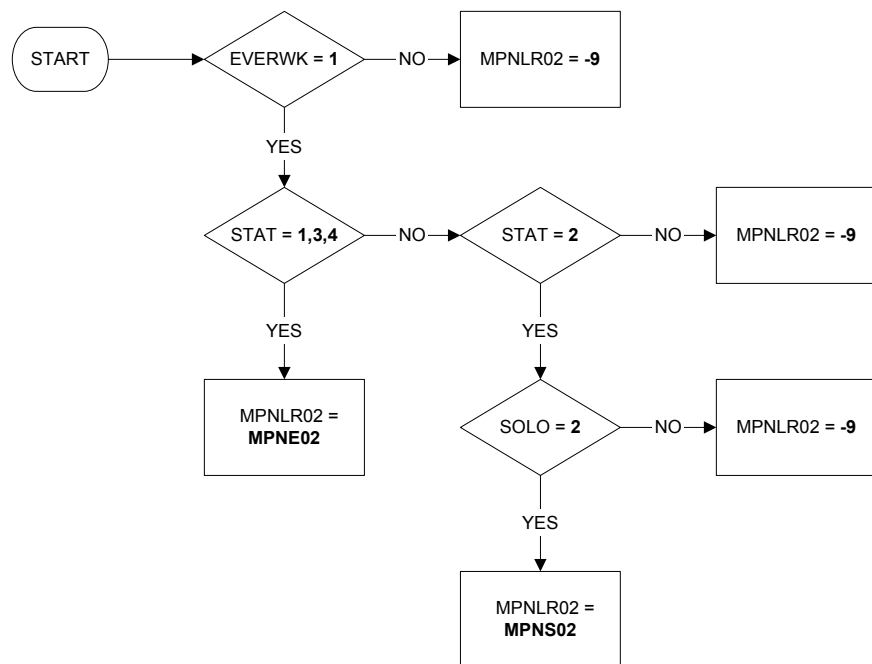 START
EVERWK = 1
NO
MPNLR02 = -9
YES
STAT = 1,3,4
NO
STAT = 2
NO
MPNLR02 = -9
YES
YES
MPNLR02 =
MPNE02
SOLO = 2
NO
MPNLR02 = -9
YES
MPNLR02 =
MPNS02